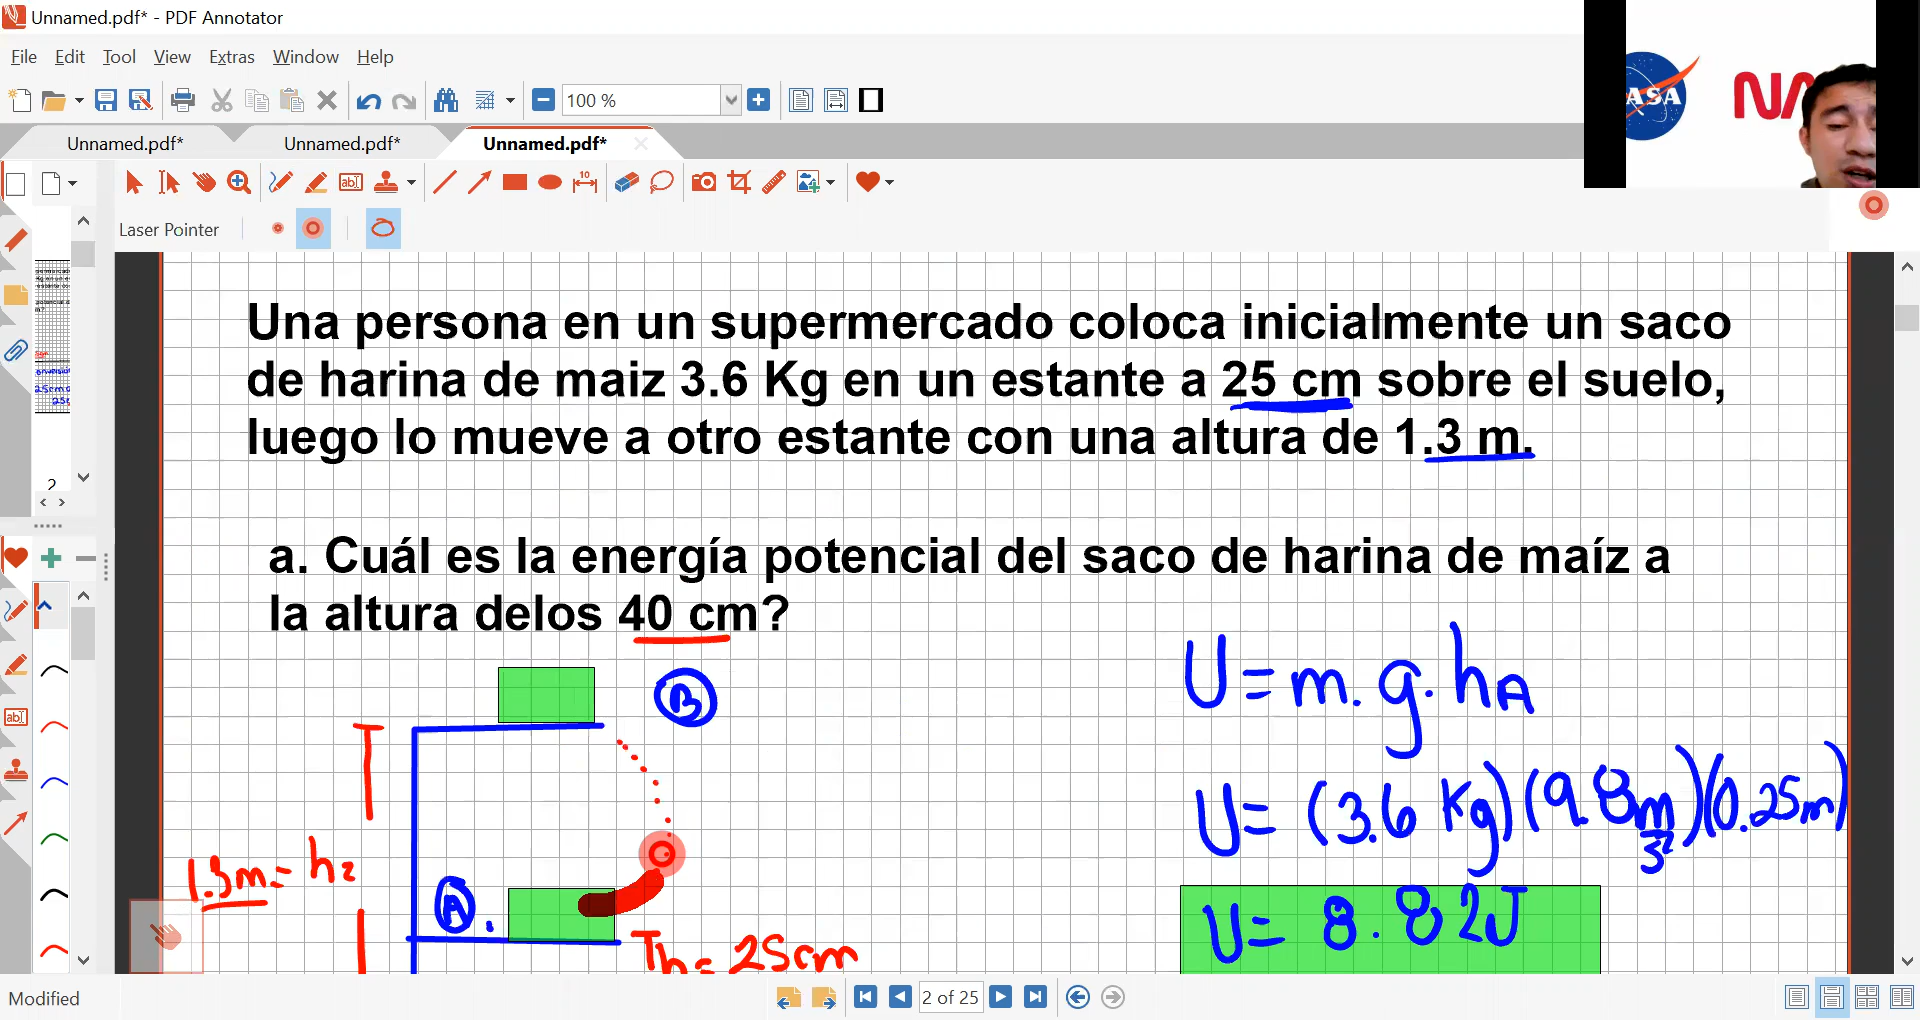 Unnamed.pdf* - PDF Annotator
File Edit Tool View Extras Window Help
100 %
Unnamed.pdf* Unnamed.pdf* Unnamed.pdf*
Laser Pointer
Una persona en un supermercado coloca inicialmente un saco
de harina de maiz 3.6 Kg en un estante a 25 cm sobre el suelo,
luego lo mueve a otro estante con una altura de 1.3 m.
a. Cuál es la energía potencial del saco de harina de maíz a
la altura delos 40 cm?
B
U = m.g.hA
U = (3.6 Kg)(9.8 m/s²)(0.25m)
1.3m = h2
A
U = 8.82J
h = 25cm
2
Modified
2 of 25